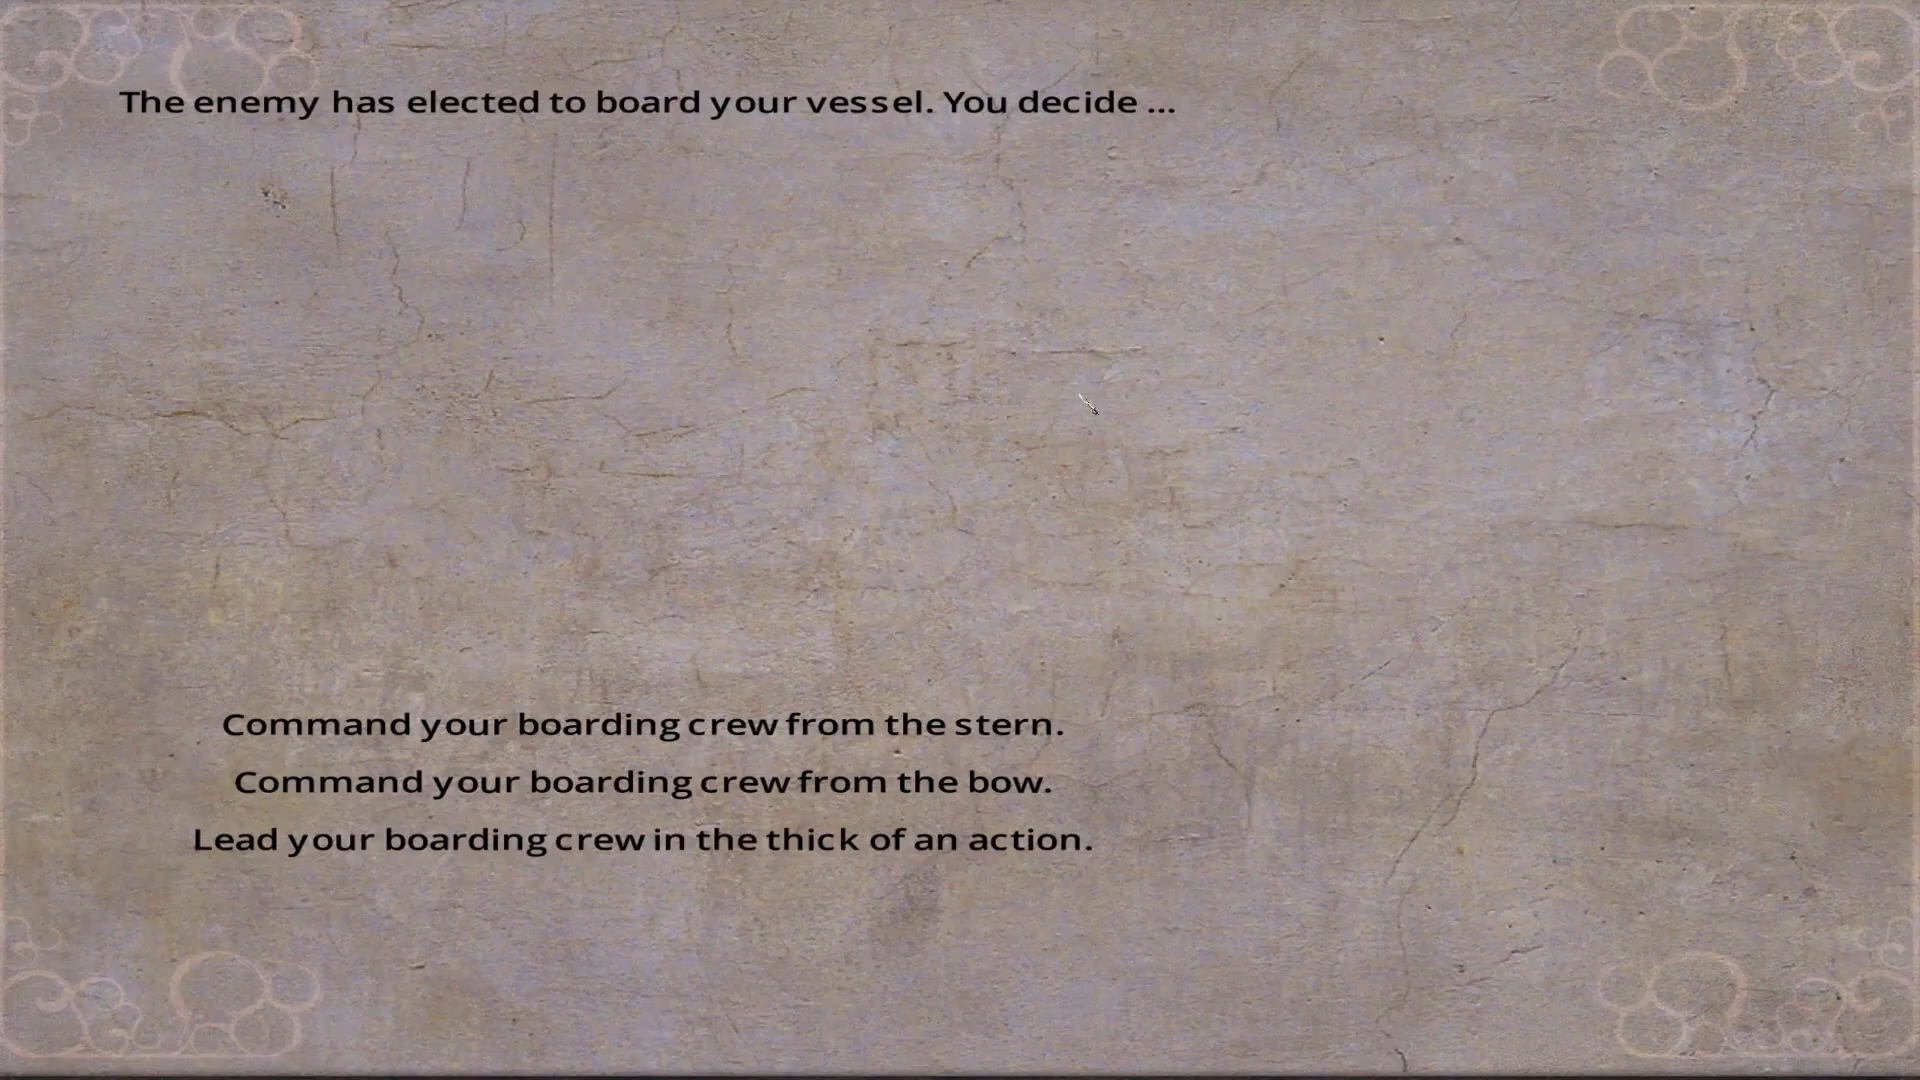 The enemy has elected to board your vessel. You decide ...
Command your boarding crew from the stern.
Command your boarding crew from the bow.
Lead your boarding crew in the thick of an action.